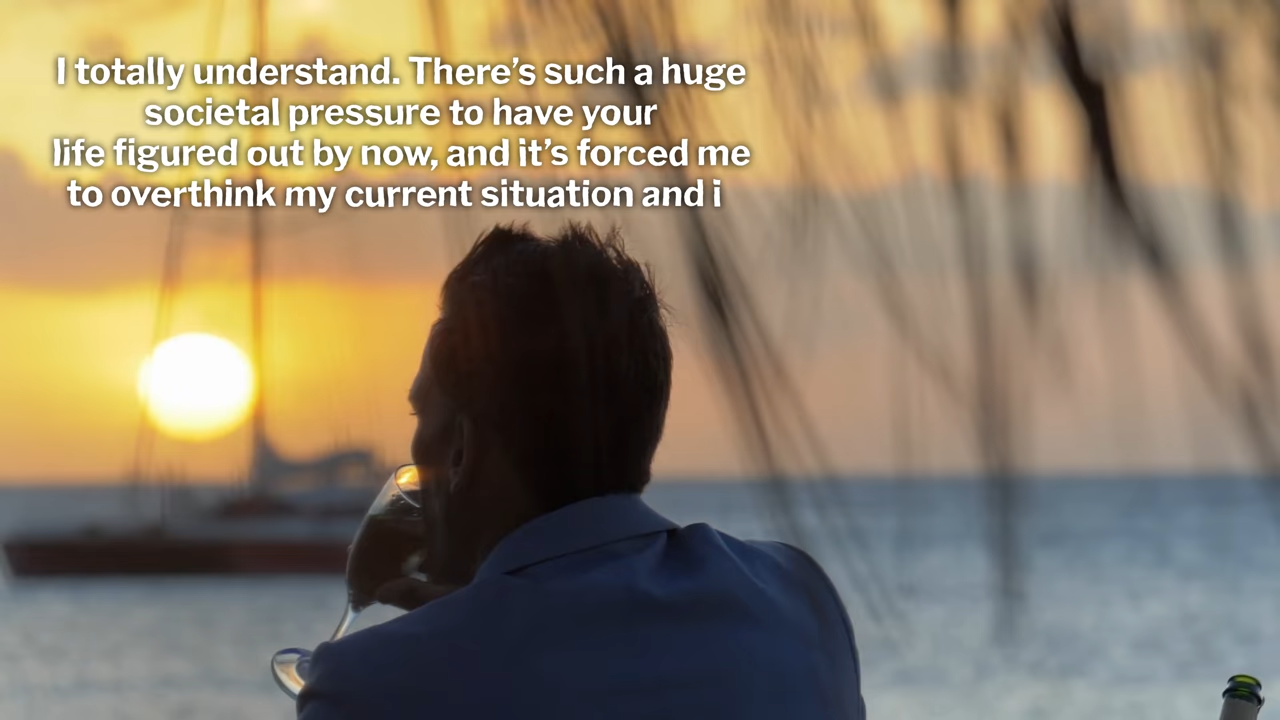 I totally understand. There’s such a huge
societal pressure to have your
life figured out by now, and it’s forced me
to overthink my current situation and i